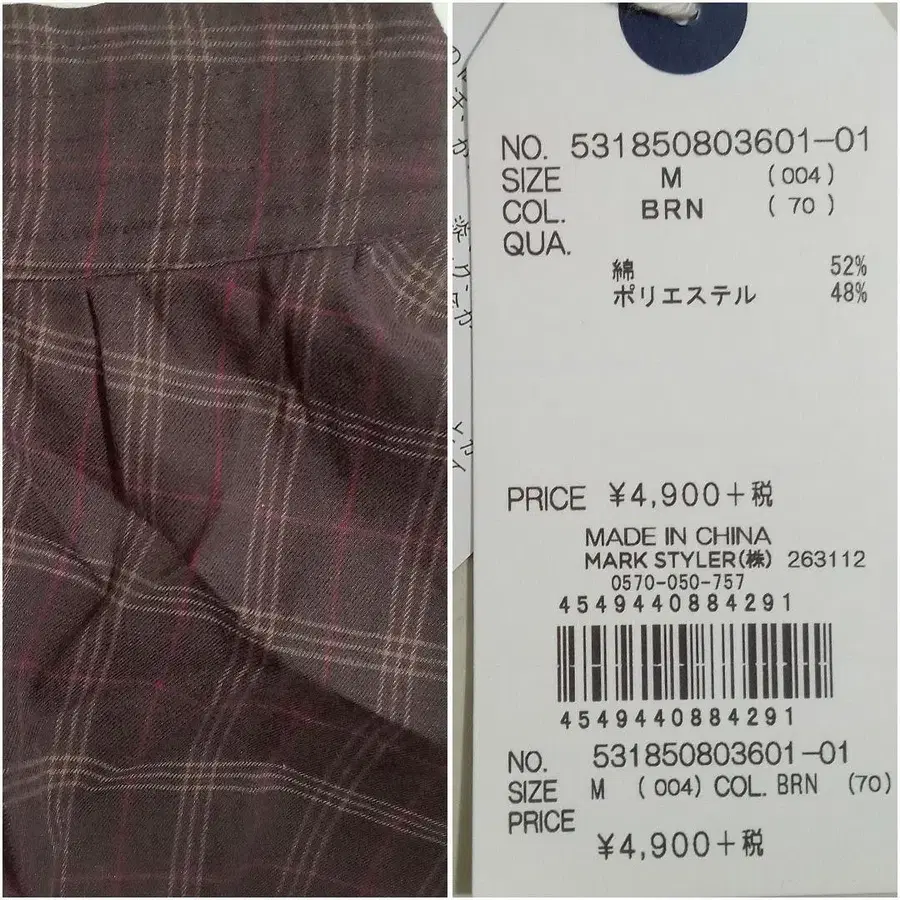 NO. 531850803601-01
SIZE M (004)
COL. BRN (70)
QUA.
綿 52%
ポリエステル 48%
PRICE ¥4,900+税
MADE IN CHINA
MARK STYLER(株) 263112
0570-050-757
4549440884291
4549440884291
NO. 531850803601-01
SIZE M (004) COL. BRN (70)
PRICE
¥4,900+税